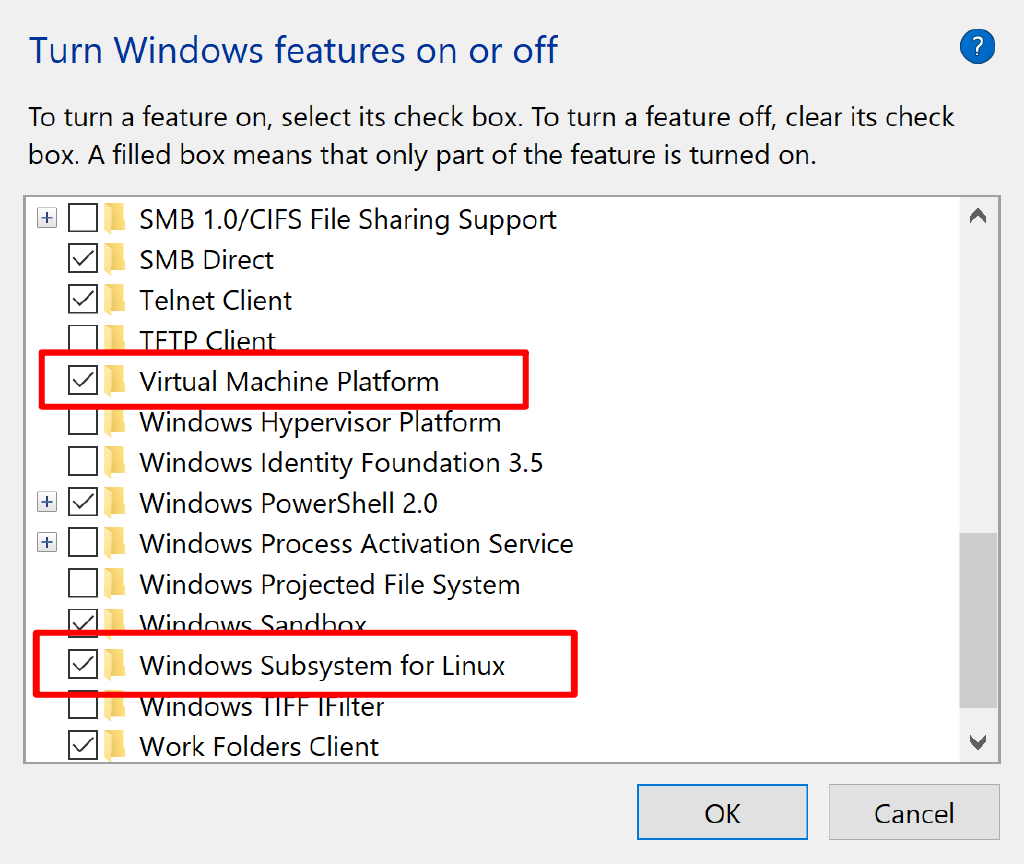 Turn Windows features on or off
?
To turn a feature on, select its check box. To turn a feature off, clear its check
box. A filled box means that only part of the feature is turned on.
SMB 1.0/CIFS File Sharing Support
SMB Direct
Telnet Client
TFTP Client
Virtual Machine Platform
Windows Hypervisor Platform
Windows Identity Foundation 3.5
Windows PowerShell 2.0
Windows Process Activation Service
Windows Projected File System
Windows Sandbox
Windows Subsystem for Linux
Windows TIFF IFilter
Work Folders Client
OK
Cancel